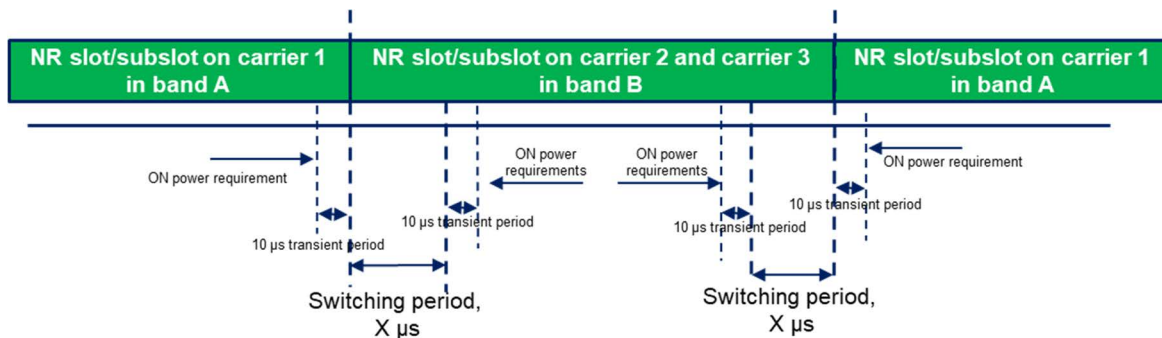 NR slot/subslot on carrier 1
in band A
NR slot/subslot on carrier 2 and carrier 3
in band B
NR slot/subslot on carrier 1
in band A
ON power requirement
10 µs transient period
ON power
requirements
10 µs transient period
ON power
requirements
10 µs transient period
ON power requirement
10 µs transient period
Switching period,
X µs
Switching period,
X µs